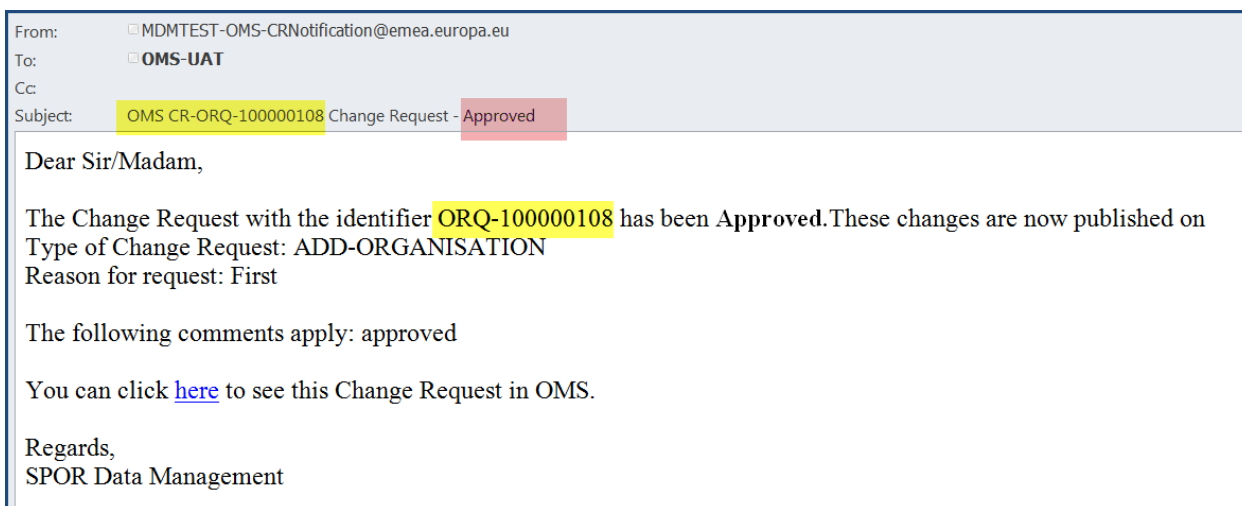 From: MDMTEST-OMS-CRNotification@emea.europa.eu
To: OMS-UAT
Cc:
Subject: OMS CR-ORQ-100000108 Change Request - Approved
Dear Sir/Madam,
The Change Request with the identifier ORQ-100000108 has been Approved.These changes are now published on
Type of Change Request: ADD-ORGANISATION
Reason for request: First
The following comments apply: approved
You can click here to see this Change Request in OMS.
Regards,
SPOR Data Management